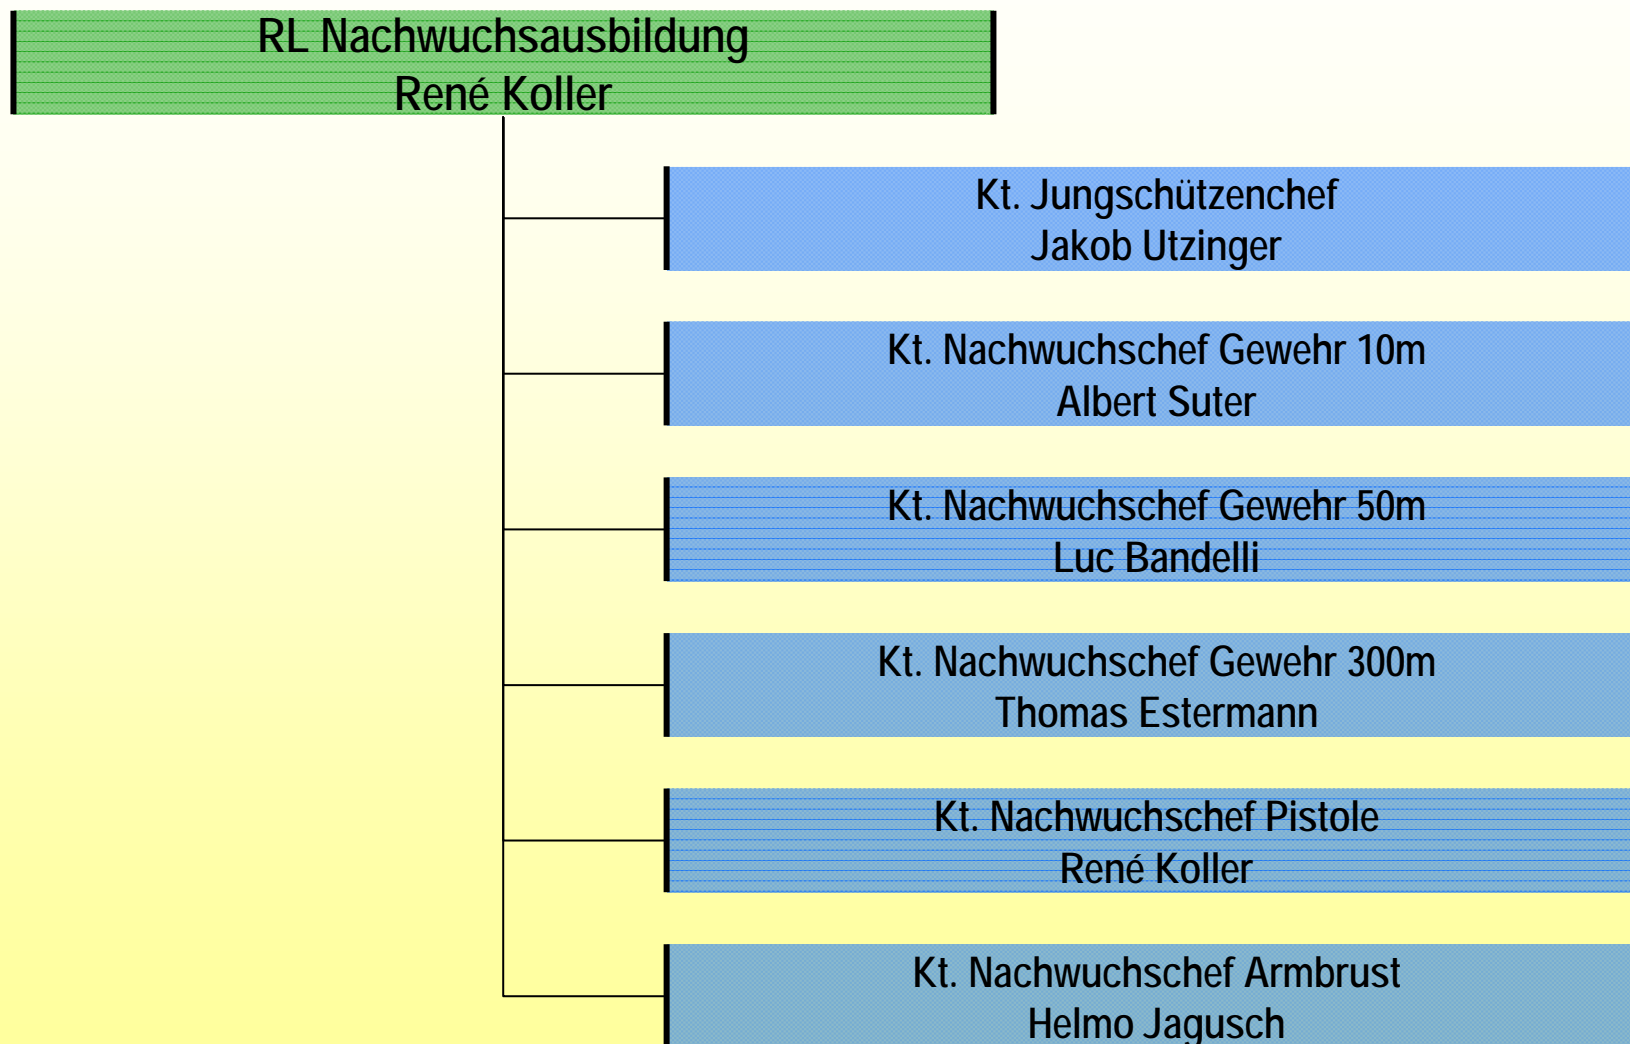 RL Nachwuchsausbildung
René Koller
Kt. Jungschützenchef
Jakob Utzinger
Kt. Nachwuchschef Gewehr 10m
Albert Suter
Kt. Nachwuchschef Gewehr 50m
Luc Bandelli
Kt. Nachwuchschef Gewehr 300m
Thomas Estermann
Kt. Nachwuchschef Pistole
René Koller
Kt. Nachwuchschef Armbrust
Helmo Jagusch